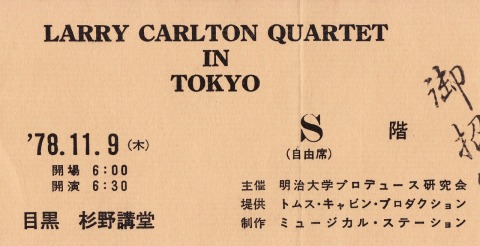 LARRY CARLTON QUARTET
IN
TOKYO
'78.11.9 (木)
開場 6:00
開演 6:30
目黒 杉野講堂
S 階
(自由席)
主催 明治大学プロデュース研究会
提供 トムス・キャビン・プロダクション
制作 ミュージカル・ステーション
御招